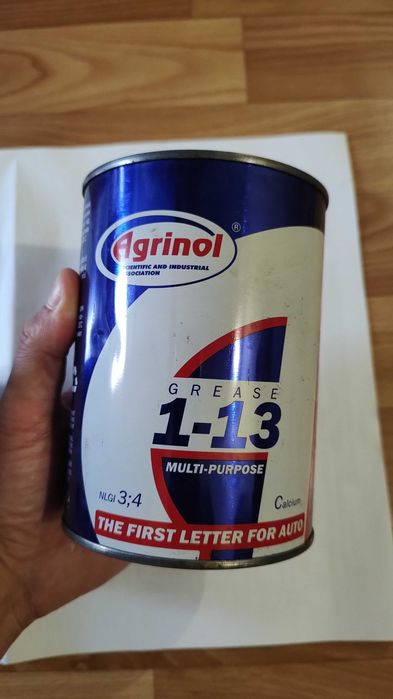 Agrinol®
SCIENTIFIC AND INDUSTRIAL
ASSOCIATION
GREASE
1-13
MULTI-PURPOSE
NLGI 3;4
Calcium
THE FIRST LETTER FOR AUTO